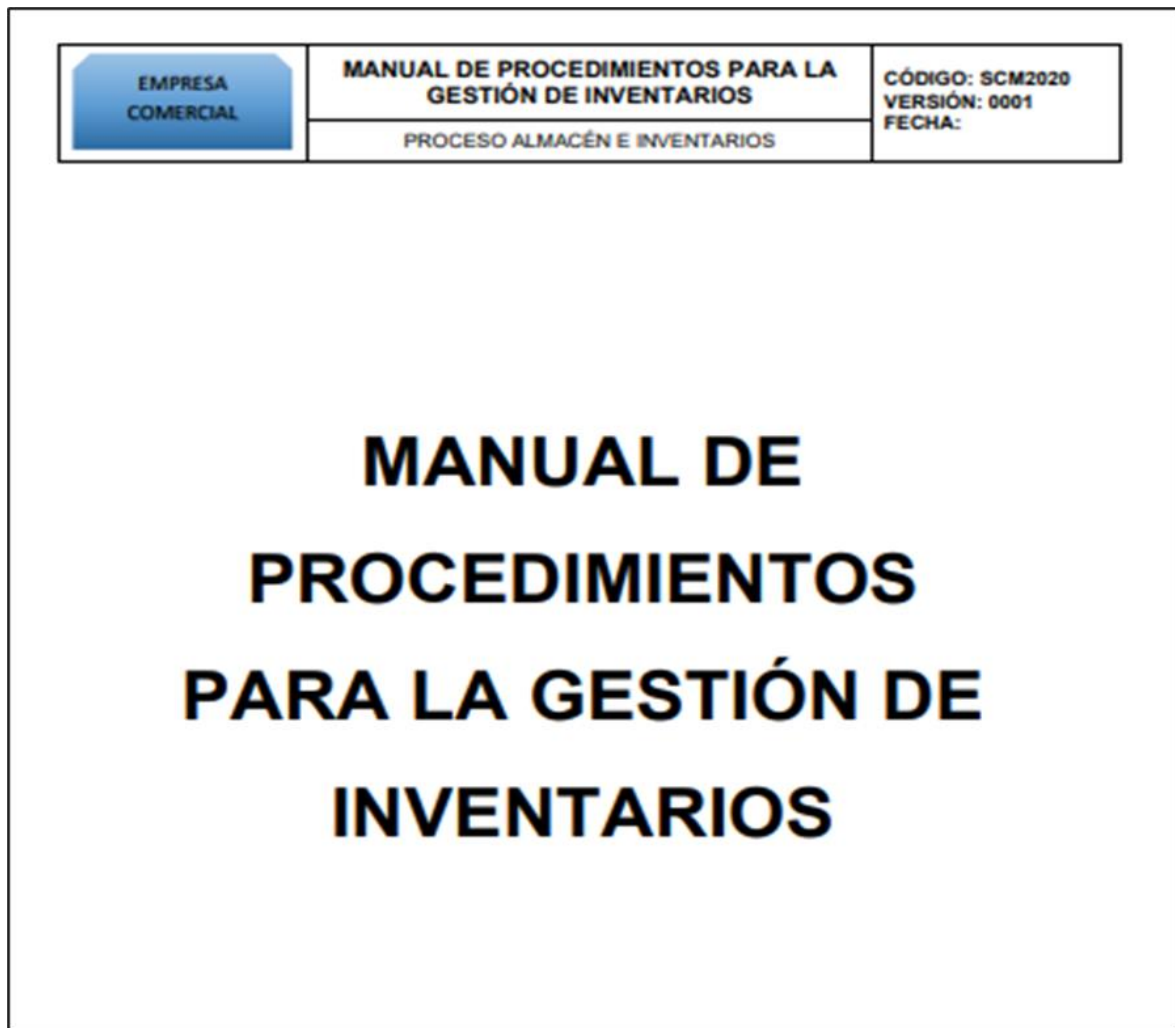 EMPRESA
COMERCIAL
MANUAL DE PROCEDIMIENTOS PARA LA
GESTIÓN DE INVENTARIOS
PROCESO ALMACÉN E INVENTARIOS
CÓDIGO: SCM2020
VERSIÓN: 0001
FECHA:
MANUAL DE
PROCEDIMIENTOS
PARA LA GESTIÓN DE
INVENTARIOS